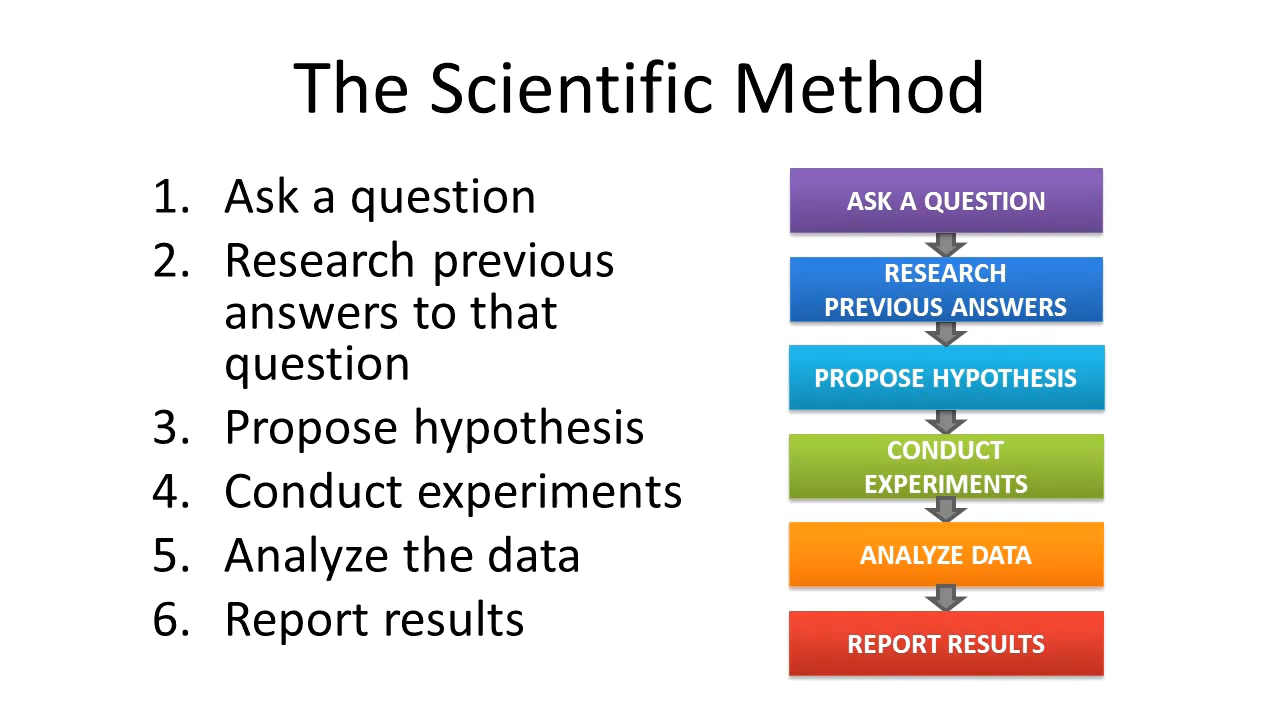 The Scientific Method
1. Ask a question
2. Research previous
answers to that
question
3. Propose hypothesis
4. Conduct experiments
5. Analyze the data
6. Report results
ASK A QUESTION
RESEARCH
PREVIOUS ANSWERS
PROPOSE HYPOTHESIS
CONDUCT
EXPERIMENTS
ANALYZE DATA
REPORT RESULTS